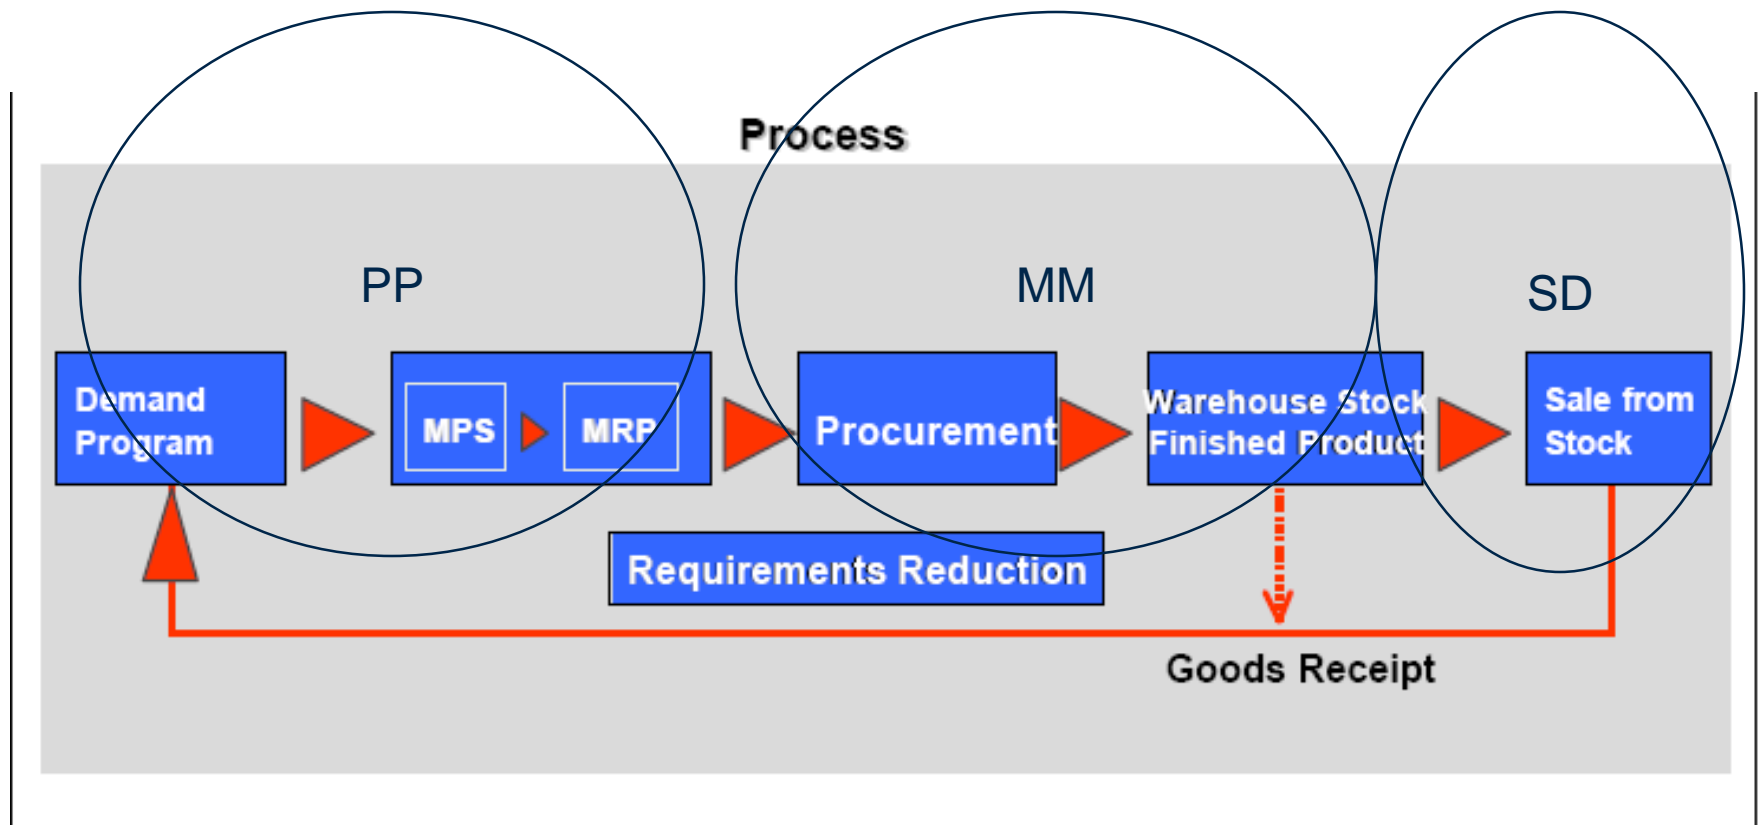 Process
PP
MM
SD
Demand
Program
MPS
MRP
Procurement
Warehouse Stock
Finished Product
Sale from
Stock
Requirements Reduction
Goods Receipt